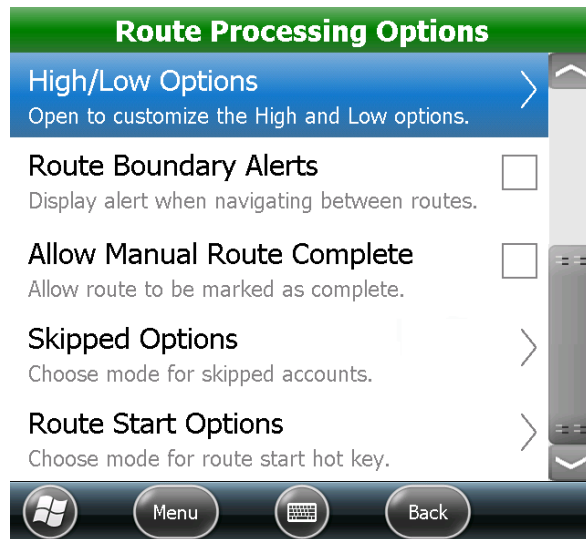 Route Processing Options
High/Low Options
Open to customize the High and Low options.
Route Boundary Alerts
Display alert when navigating between routes.
Allow Manual Route Complete
Allow route to be marked as complete.
Skipped Options
Choose mode for skipped accounts.
Route Start Options
Choose mode for route start hot key.
Menu
Back